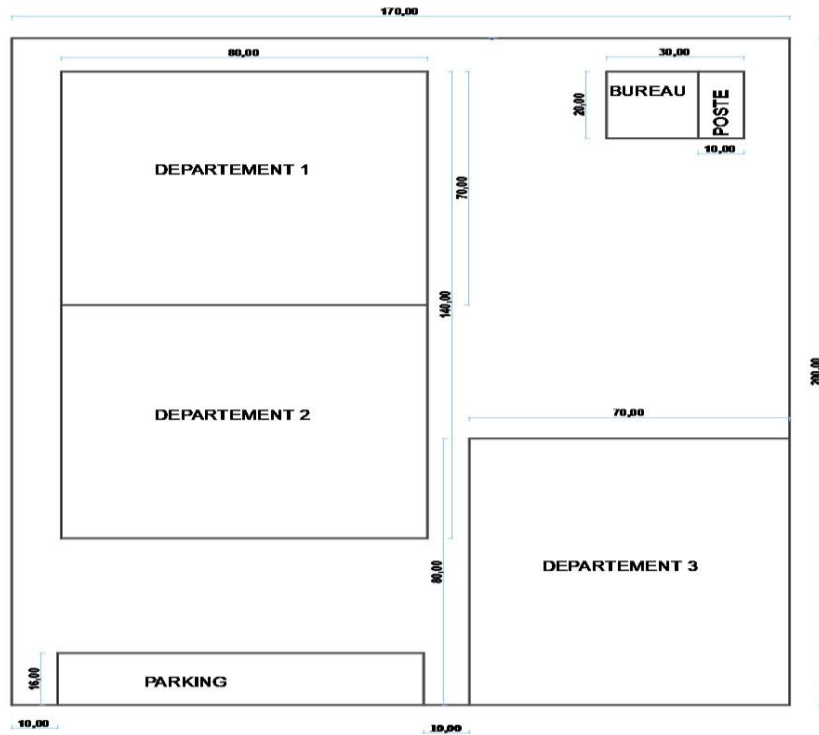 170,00
80,00
30,00
BUREAU
POSTE
20,00
10,00
DEPARTEMENT 1
70,00
140,00
200,00
DEPARTEMENT 2
70,00
80,00
DEPARTEMENT 3
16,00
PARKING
10,00
10,00